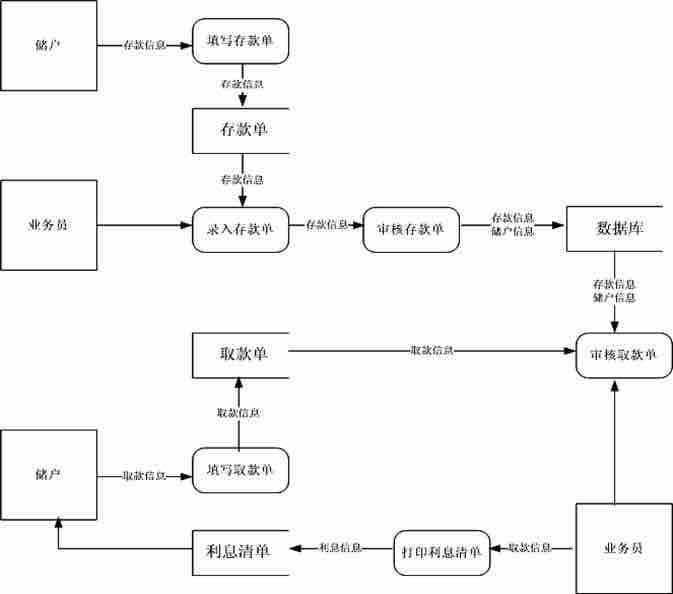 储户
存款信息
填写存款单
存款信息
存款单
存款信息
业务员
录入存款单
存款信息
审核存款单
存款信息
储户信息
数据库
存款信息
储户信息
取款单
取款信息
审核取款单
取款信息
储户
取款信息
填写取款单
利息清单
利息信息
打印利息清单
取款信息
业务员